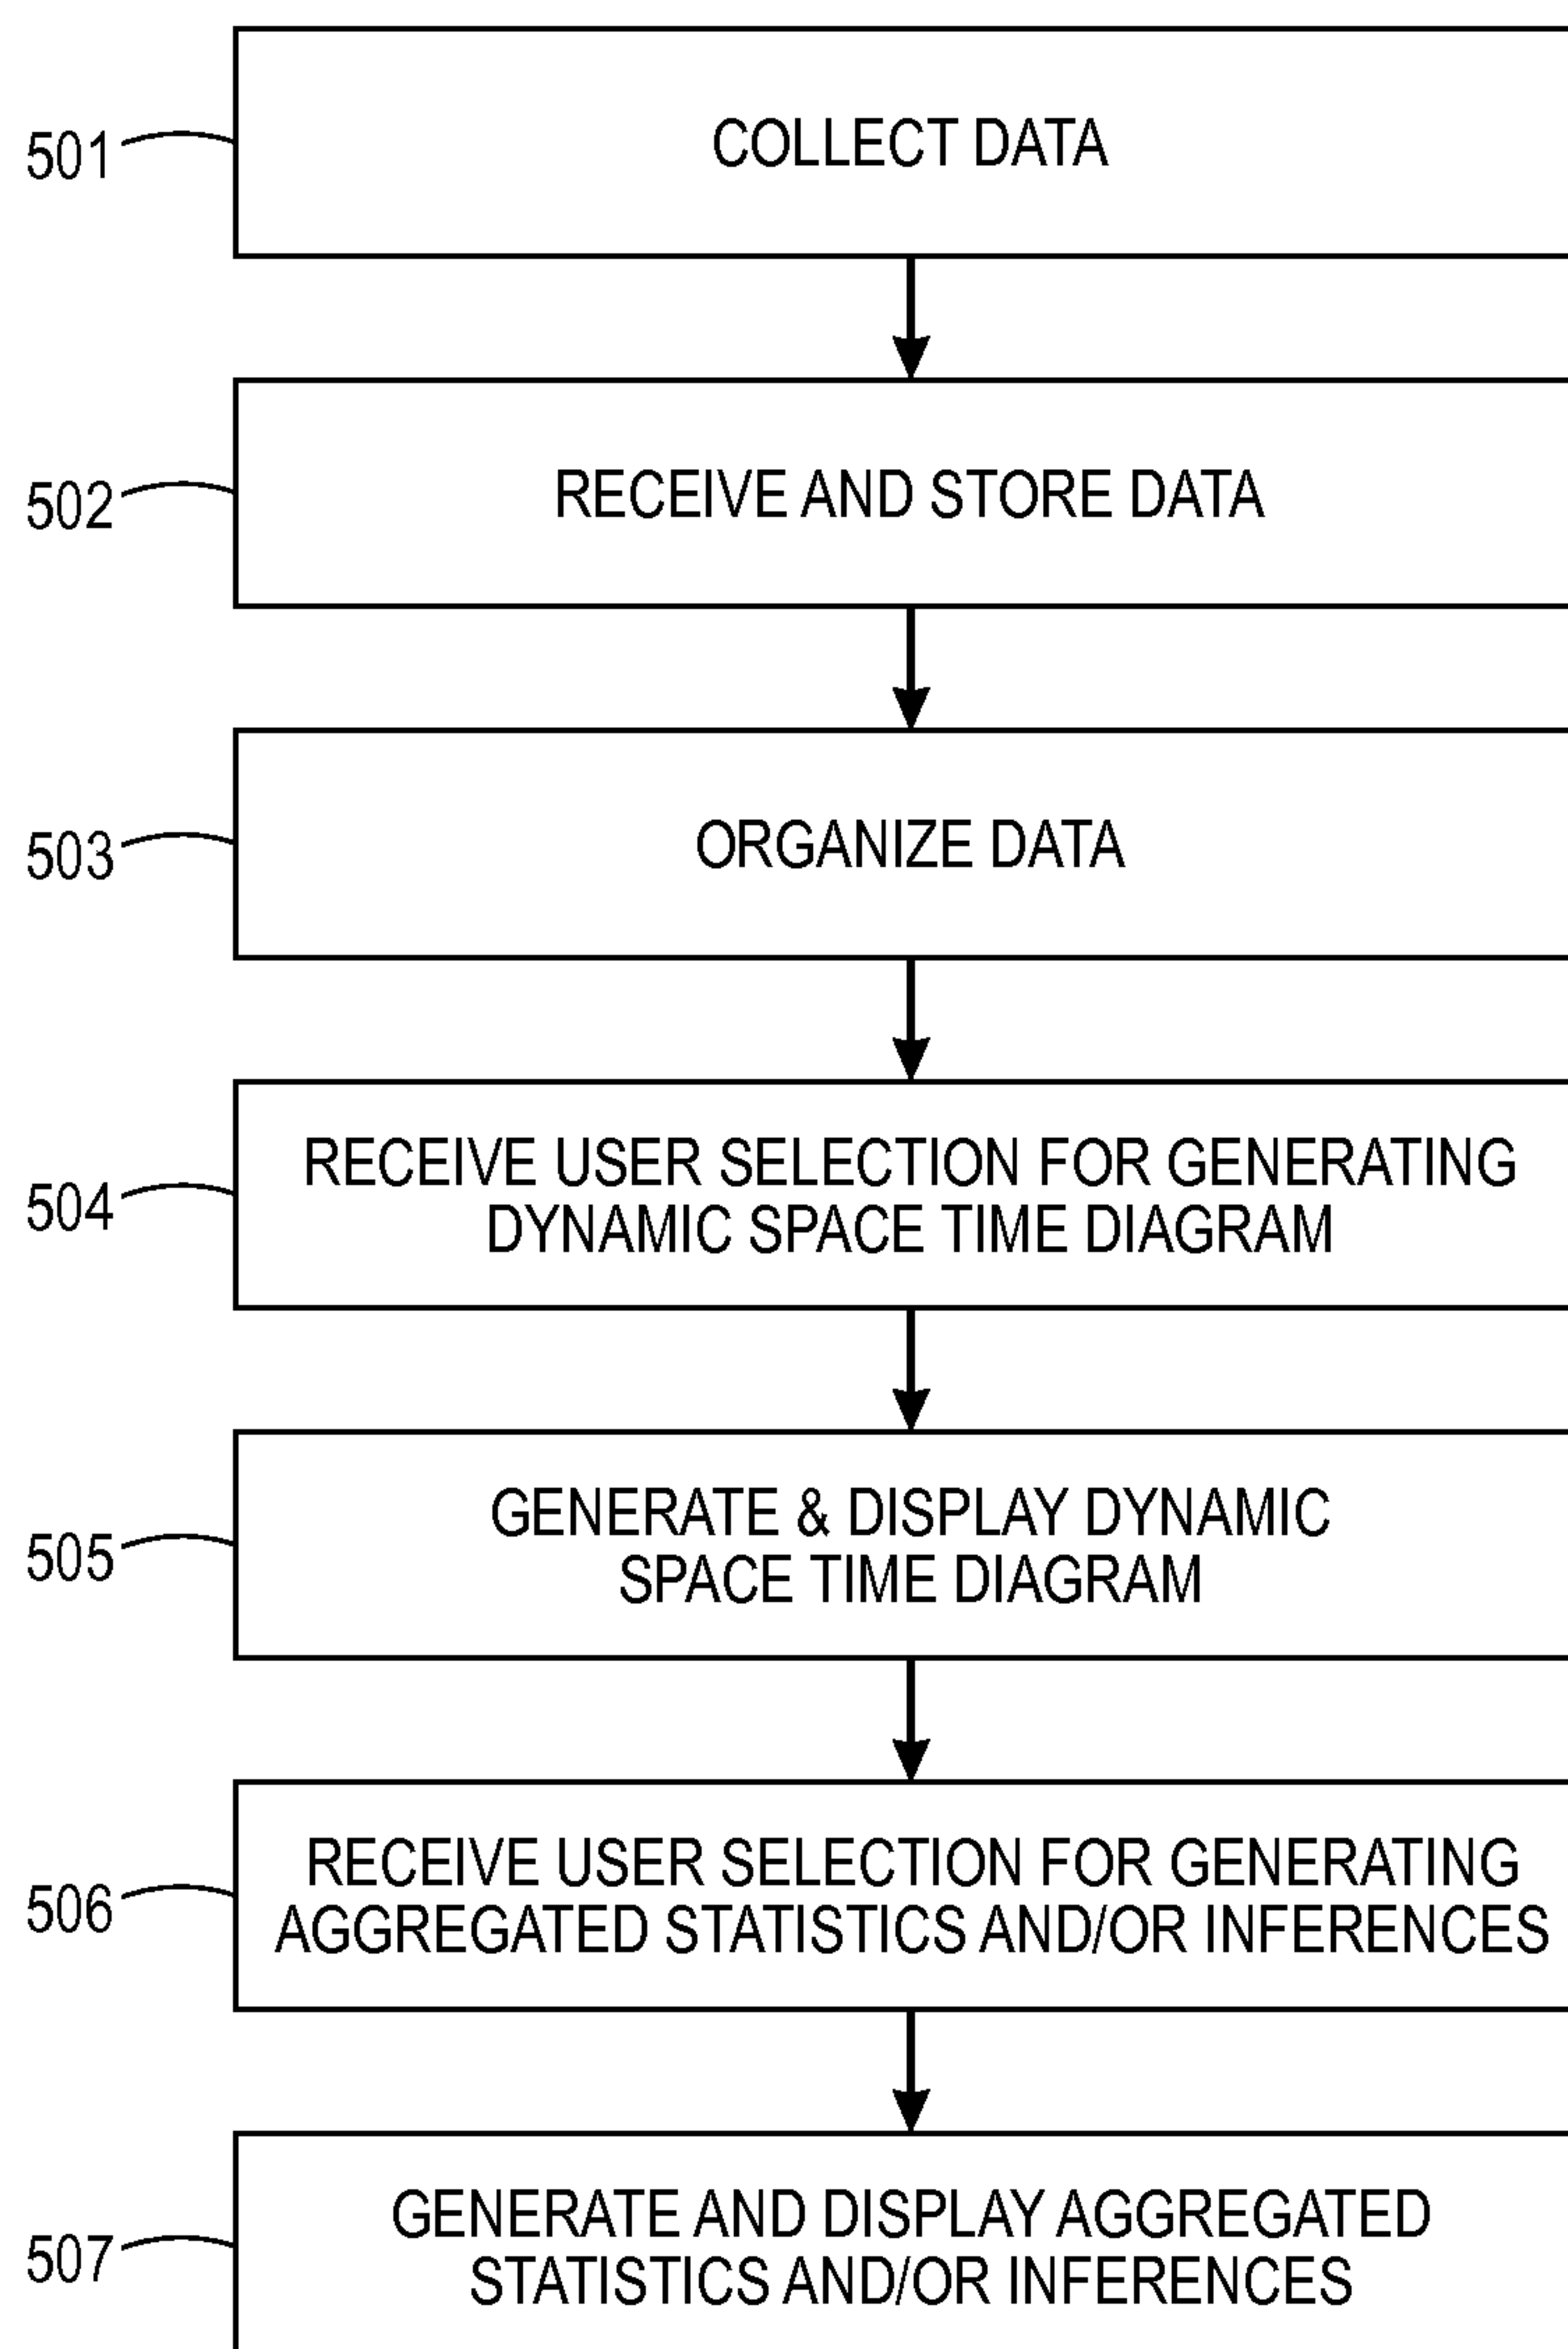 501
COLLECT DATA
502
RECEIVE AND STORE DATA
503
ORGANIZE DATA
504
RECEIVE USER SELECTION FOR GENERATING
DYNAMIC SPACE TIME DIAGRAM
505
GENERATE & DISPLAY DYNAMIC
SPACE TIME DIAGRAM
506
RECEIVE USER SELECTION FOR GENERATING
AGGREGATED STATISTICS AND/OR INFERENCES
507
GENERATE AND DISPLAY AGGREGATED
STATISTICS AND/OR INFERENCES